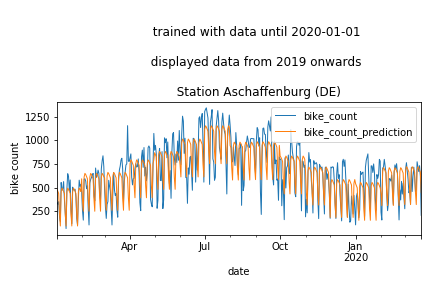 trained with data until 2020-01-01
displayed data from 2019 onwards
Station Aschaffenburg (DE)
bike_count
bike_count_prediction
1250
1000
750
500
250
bike count
Apr
Jul
Oct
Jan
2020
date